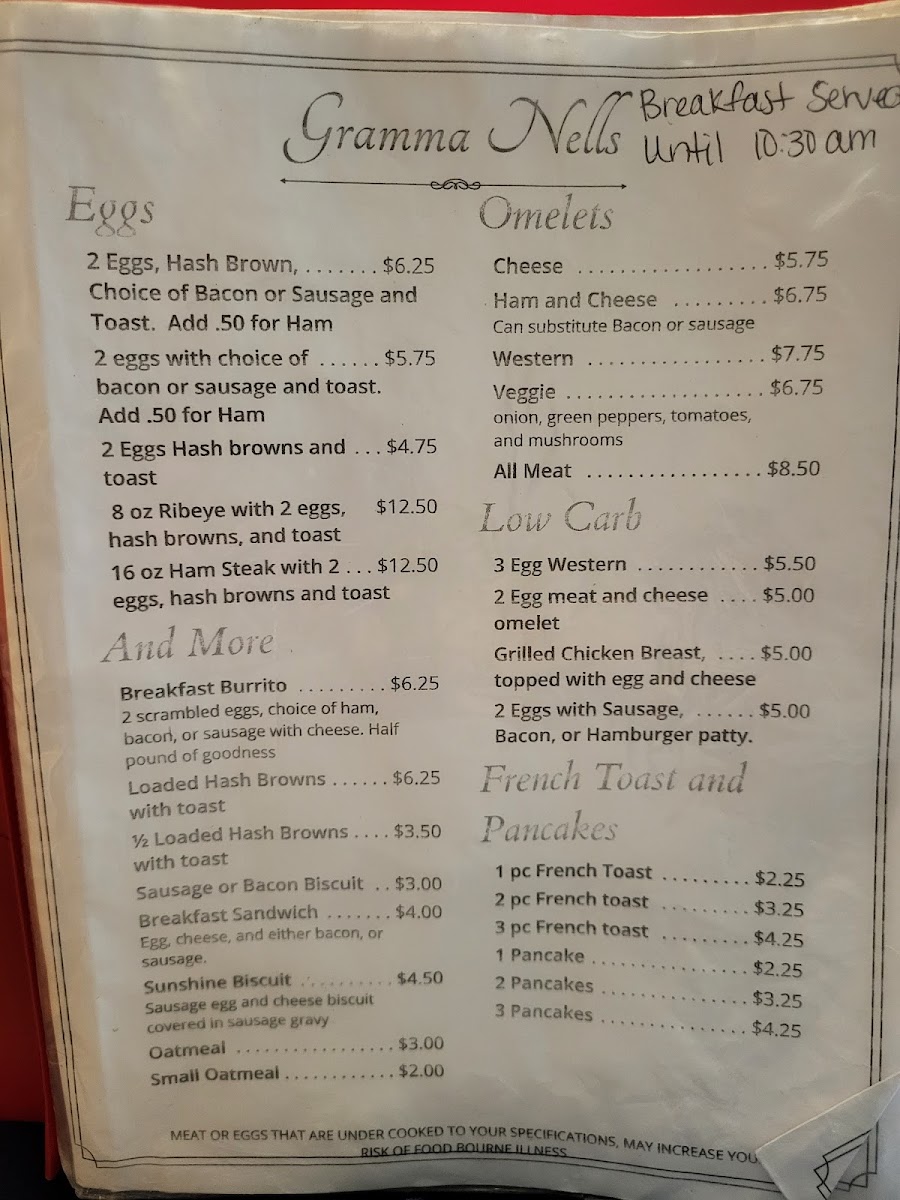 Gramma Nells
Breakfast Served
Until 10:30 am
Eggs
2 Eggs, Hash Brown, ....... $6.25
Choice of Bacon or Sausage and
Toast. Add .50 for Ham
2 eggs with choice of ...... $5.75
bacon or sausage and toast.
Add .50 for Ham
2 Eggs Hash browns and ... $4.75
toast
8 oz Ribeye with 2 eggs, $12.50
hash browns, and toast
16 oz Ham Steak with 2 ... $12.50
eggs, hash browns and toast
And More
Breakfast Burrito ......... $6.25
2 scrambled eggs, choice of ham,
bacon, or sausage with cheese. Half
pound of goodness
Loaded Hash Browns ...... $6.25
with toast
½ Loaded Hash Browns .... $3.50
with toast
Sausage or Bacon Biscuit .. $3.00
Breakfast Sandwich ....... $4.00
Egg, cheese, and either bacon, or
sausage.
Sunshine Biscuit .......... $4.50
Sausage egg and cheese biscuit
covered in sausage gravy
Oatmeal ................. $3.00
Small Oatmeal ............ $2.00
Omelets
Cheese .................. $5.75
Ham and Cheese ......... $6.75
Can substitute Bacon or sausage
Western ................. $7.75
Veggie ................... $6.75
onion, green peppers, tomatoes,
and mushrooms
All Meat ................. $8.50
Low Carb
3 Egg Western ............ $5.50
2 Egg meat and cheese .... $5.00
omelet
Grilled Chicken Breast, .... $5.00
topped with egg and cheese
2 Eggs with Sausage, ...... $5.00
Bacon, or Hamburger patty.
French Toast and
Pancakes
1 pc French Toast ......... $2.25
2 pc French toast ......... $3.25
3 pc French toast ......... $4.25
1 Pancake ................ $2.25
2 Pancakes ............... $3.25
3 Pancakes ............... $4.25
MEAT OR EGGS THAT ARE UNDER COOKED TO YOUR SPECIFICATIONS, MAY INCREASE YOU
RISK OF FOOD BOURNE ILLNESS